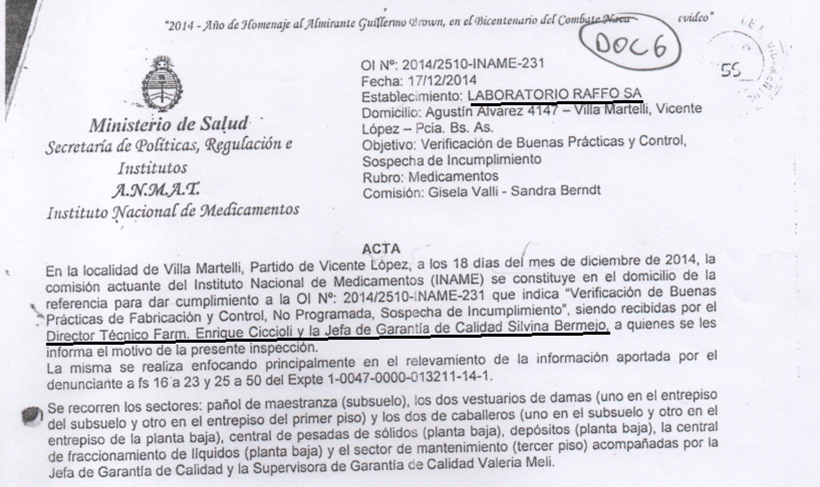 "2014 - Año de Homenaje al Almirante Guillermo Brown, en el Bicentenario del Combate
DOC 6
55
Ministerio de Salud
Secretaría de Políticas, Regulación e
Institutos
A.N.M.A.T.
Instituto Nacional de Medicamentos
OI Nº: 2014/2510-INAME-231
Fecha: 17/12/2014
Establecimiento: LABORATORIO RAFFO SA
Domicilio: Agustín Álvarez 4147 – Villa Martelli, Vicente
López – Pcia. Bs. As.
Objetivo: Verificación de Buenas Prácticas y Control,
Sospecha de Incumplimiento
Rubro: Medicamentos
Comisión: Gisela Valli - Sandra Berndt
ACTA
En la localidad de Villa Martelli, Partido de Vicente López, a los 18 días del mes de diciembre de 2014, la
comisión actuante del Instituto Nacional de Medicamentos (INAME) se constituye en el domicilio de la
referencia para dar cumplimiento a la OI Nº: 2014/2510-INAME-231 que indica "Verificación de Buenas
Prácticas de Fabricación y Control, No Programada, Sospecha de Incumplimiento", siendo recibidas por el
Director Técnico Farm. Enrique Ciccioli y la Jefa de Garantía de Calidad Silvina Bermejo, a quienes se les
informa el motivo de la presente inspección.
La misma se realiza enfocando principalmente en el relevamiento de la información aportada por el
denunciante a fs 16 a 23 y 25 a 50 del Expte 1-0047-0000-013211-14-1.
Se recorren los sectores: pañol de maestranza (subsuelo), los dos vestuarios de damas (uno en el entrepiso
del subsuelo y otro en el entrepiso del primer piso) y los dos de caballeros (uno en el subsuelo y otro en el
entrepiso de la planta baja), central de pesadas de sólidos (planta baja), depósitos (planta baja), la central
de fraccionamiento de líquidos (planta baja) y el sector de mantenimiento (tercer piso) acompañadas por la
Jefa de Garantía de Calidad y la Supervisora de Garantía de Calidad Valeria Meli.